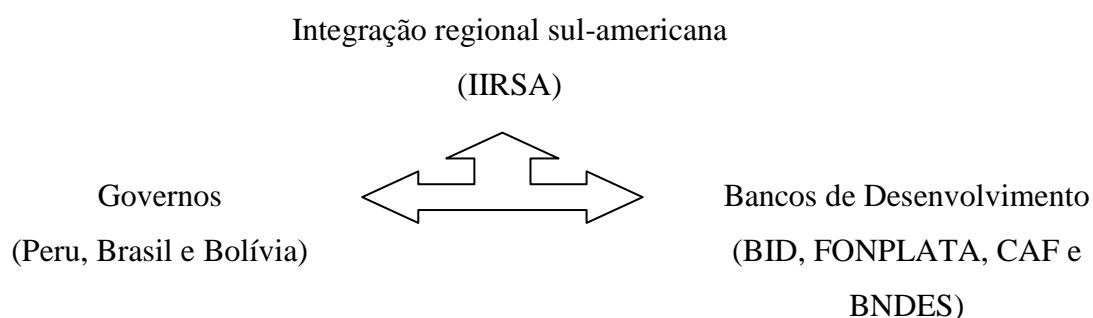 Integração regional sul-americana
(IIRSA)
Governos
(Peru, Brasil e Bolívia)
Bancos de Desenvolvimento
(BID, FONPLATA, CAF e
BNDES)